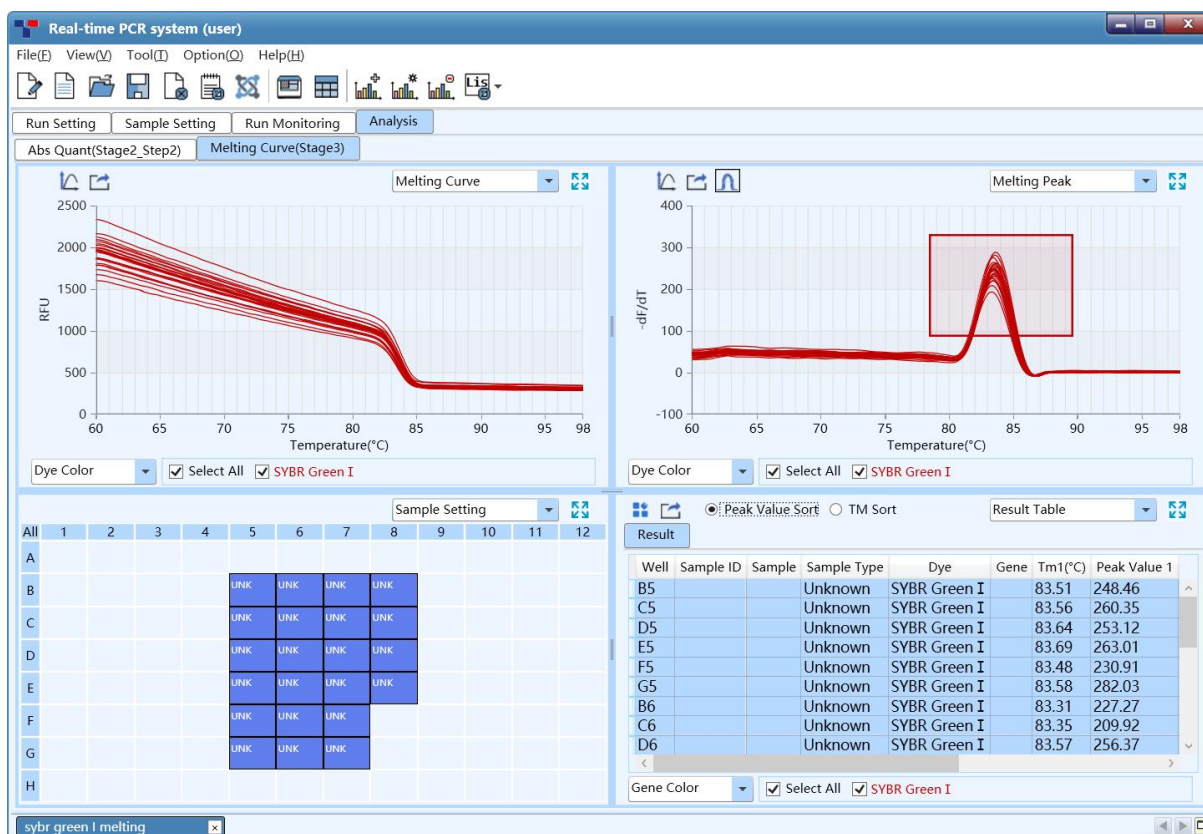 Real-time PCR system (user)
File(F) View(V) Tool(T) Option(O) Help(H)
Lis
Run Setting Sample Setting Run Monitoring Analysis
Abs Quant(Stage2_Step2) Melting Curve(Stage3)
Melting Curve
2500
2000
1500
1000
500
0
RFU
60 65 70 75 80 85 90 95 98
Temperature(°C)
Dye Color Select All SYBR Green I
Melting Peak
400
300
200
100
0
-100
-dF/dT
60 65 70 75 80 85 90 95 98
Temperature(°C)
Dye Color Select All SYBR Green I
Sample Setting
All 1 2 3 4 5 6 7 8 9 10 11 12
A
B UNK UNK UNK UNK
C UNK UNK UNK UNK
D UNK UNK UNK UNK
E UNK UNK UNK UNK
F UNK UNK UNK
G UNK UNK UNK
H
Peak Value Sort TM Sort Result Table
Result
Well Sample ID Sample Sample Type Dye Gene Tm1(°C) Peak Value 1
B5 Unknown SYBR Green I 83.51 248.46
C5 Unknown SYBR Green I 83.56 260.35
D5 Unknown SYBR Green I 83.64 253.12
E5 Unknown SYBR Green I 83.69 263.01
F5 Unknown SYBR Green I 83.48 230.91
G5 Unknown SYBR Green I 83.58 282.03
B6 Unknown SYBR Green I 83.31 227.27
C6 Unknown SYBR Green I 83.35 209.92
D6 Unknown SYBR Green I 83.57 256.37
Gene Color Select All SYBR Green I
sybr green I melting